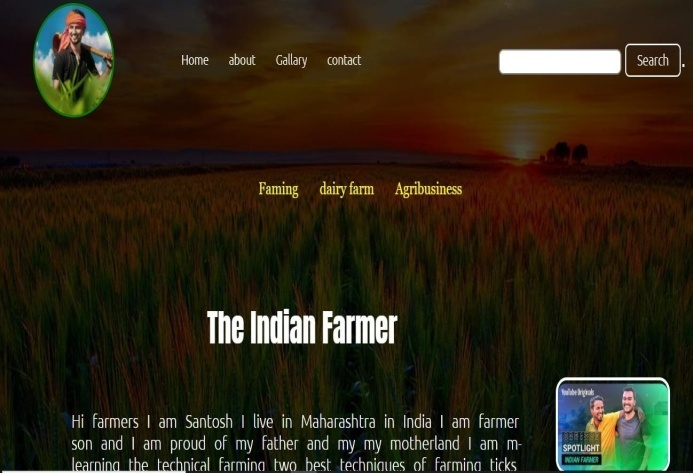 Home about Gallary contact
Search
Faming dairy farm Agribusiness
The Indian Farmer
Hi farmers I am Santosh I live in Maharashtra in India I am farmer
son and I am proud of my father and my my motherland I am m-
learning the technical farming two best techniques of farming ticks
YouTube Originals
SPOTLIGHT
INDIAN FARMER